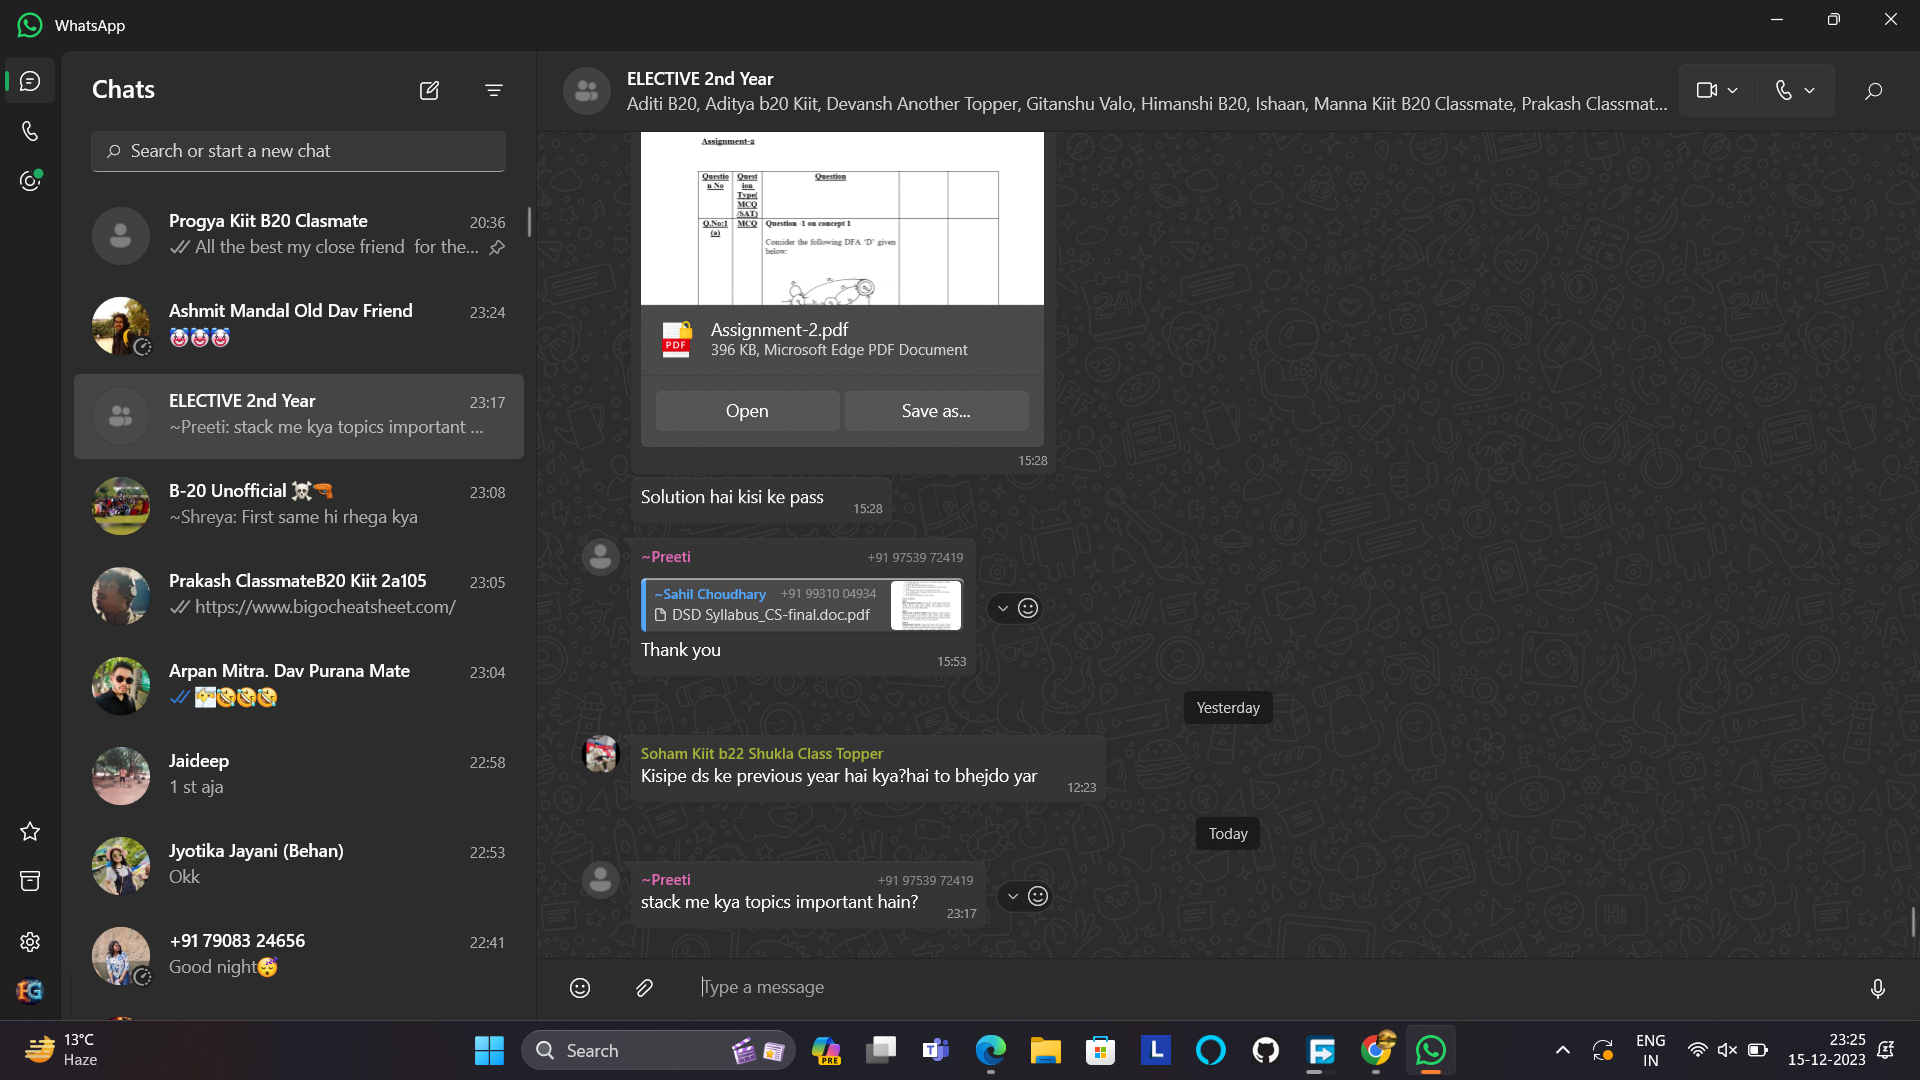 WhatsApp
Chats
Search or start a new chat
Progya Kiit B20 Clasmate 20:36
All the best my close friend for the...
Ashmit Mandal Old Dav Friend 23:24
🤡🤡🤡
ELECTIVE 2nd Year 23:17
~Preeti: stack me kya topics important ...
B-20 Unofficial ☠️🔫 23:08
~Shreya: First same hi rhega kya
Prakash ClassmateB20 Kiit 2a105 23:05
https://www.bigocheatsheet.com/
Arpan Mitra. Dav Purana Mate 23:04
🤣🤣🤣
Jaideep 22:58
1 st aja
Jyotika Jayani (Behan) 22:53
Okk
+91 79083 24656 22:41
Good night😴
ELECTIVE 2nd Year
Aditi B20, Aditya b20 Kiit, Devansh Another Topper, Gitanshu Valo, Himanshi B20, Ishaan, Manna Kiit B20 Classmate, Prakash Classmat...
Assignment-2
Questio Quest Question
n No ion
Type(
MCQ
/SAT)
Q.No:1 MCQ Question -1 on concept 1
(a)
Consider the following DFA ‘D’ given
below:
PDF
Assignment-2.pdf
396 KB, Microsoft Edge PDF Document
Open Save as...
15:28
Solution hai kisi ke pass
15:28
~Preeti +91 97539 72419
~Sahil Choudhary +91 99310 04934
DSD Syllabus_CS-final.doc.pdf
Thank you
15:53
Yesterday
Soham Kiit b22 Shukla Class Topper
Kisipe ds ke previous year hai kya?hai to bhejdo yar
12:23
Today
~Preeti +91 97539 72419
stack me kya topics important hain?
23:17
Type a message
13°C
Haze
Search
PRE
L
ENG
IN
23:25
15-12-2023